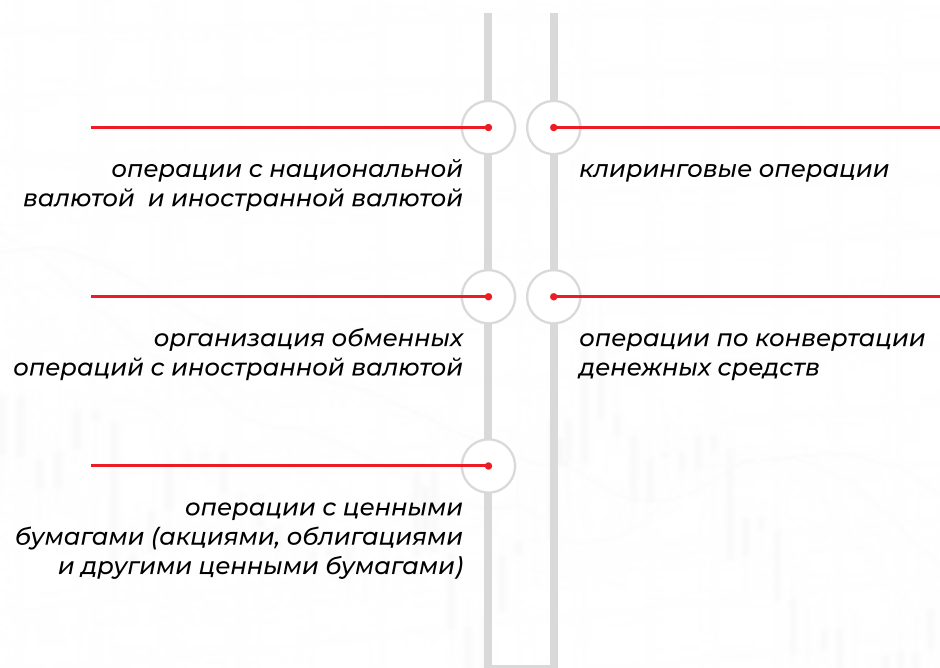 операции с национальной
валютой  и иностранной валютой
клиринговые операции
организация обменных
операций с иностранной валютой
операции по конвертации
денежных средств
операции с ценными
бумагами (акциями, облигациями
и другими ценными бумагами)